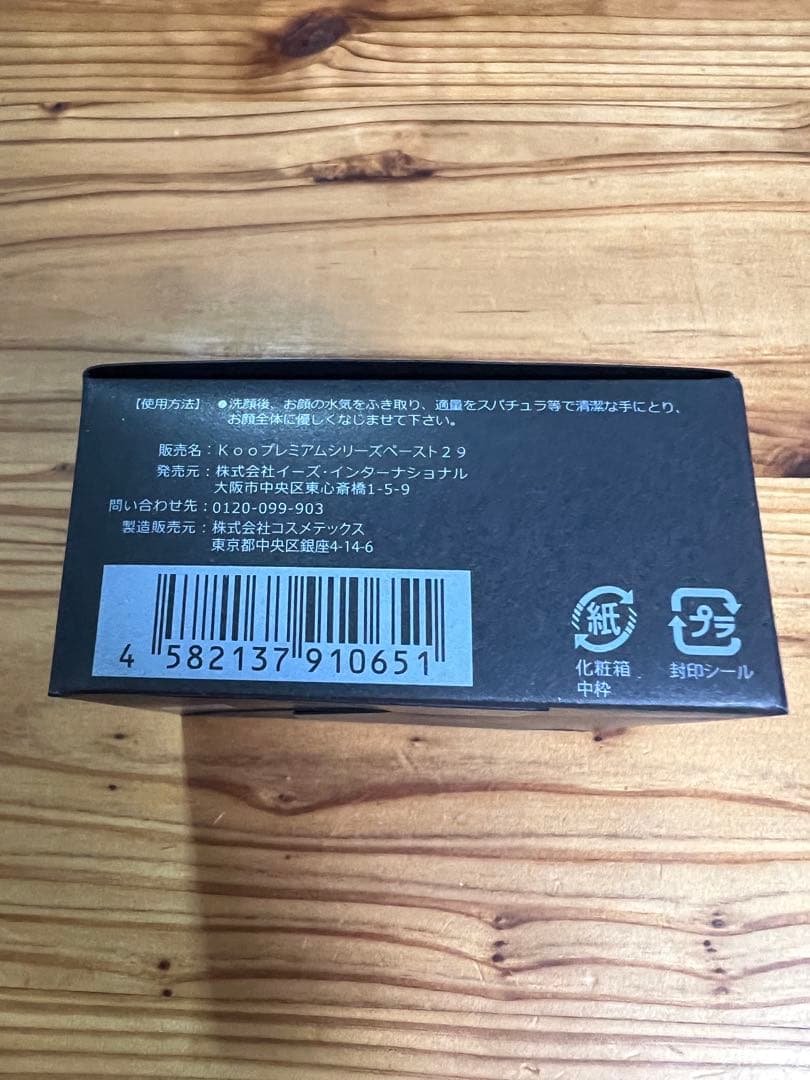 【使用方法】 ●洗顔後、お顔の水気をふき取り、適量をスパチュラ等で清潔な手にとり、
お顔全体に優しくなじませて下さい。
販売名：Ｋｏｏプレミアムシリーズペースト２９
発売元：株式会社イーズ・インターナショナル
大阪市中央区東心斎橋1-5-9
問い合わせ先：0120-099-903
製造販売元：株式会社コスメテックス
東京都中央区銀座4-14-6
4 582137 910651
紙
化粧箱
中枠
プラ
封印シール